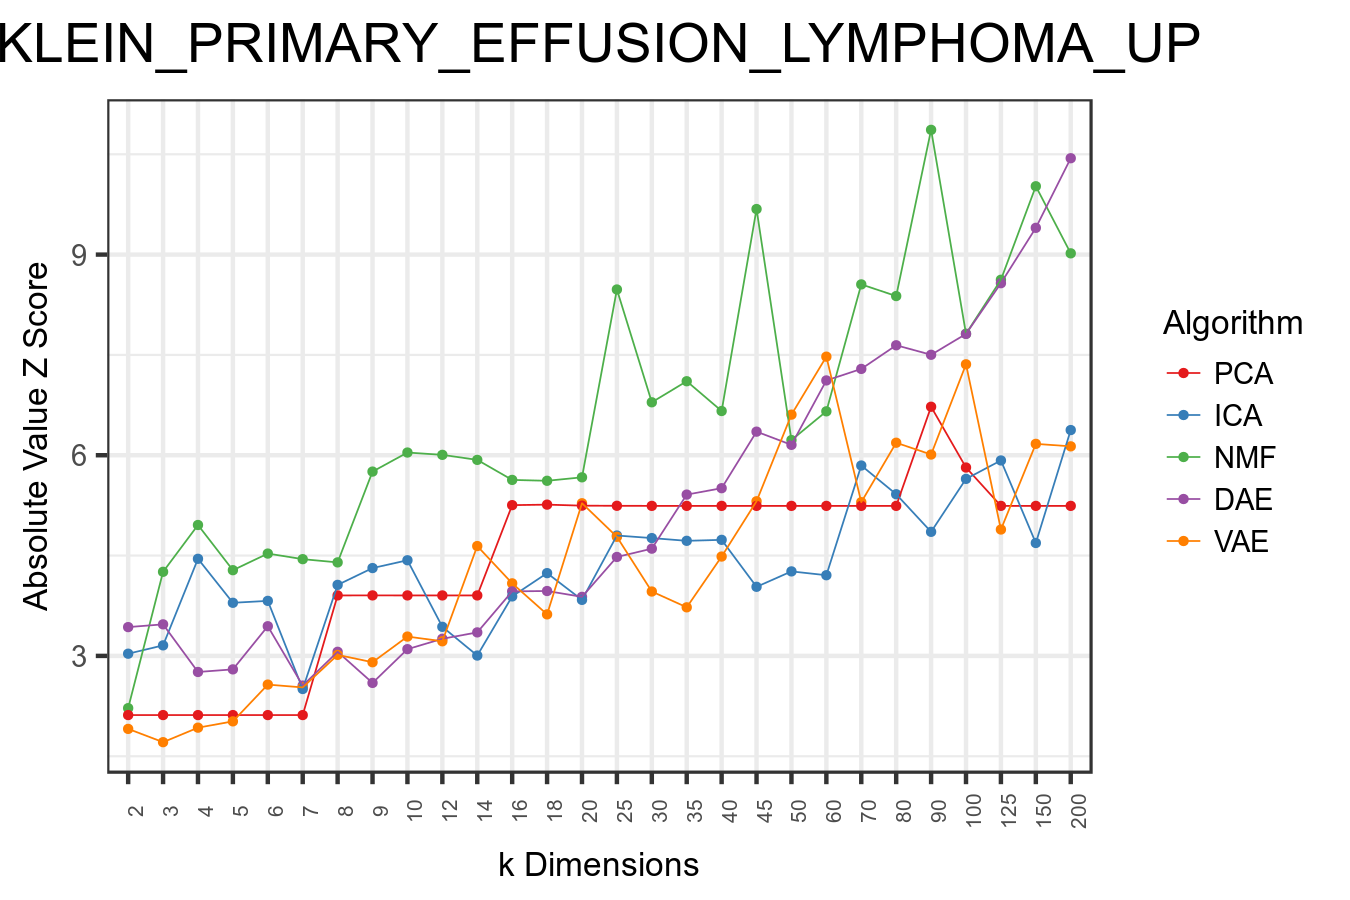 KLEIN_PRIMARY_EFFUSION_LYMPHOMA_UP
Absolute Value Z Score
9
6
3
2 3 4 5 6 7 8 9 10 12 14 16 18 20 25 30 35 40 45 50 60 70 80 90 100 125 150 200
k Dimensions
Algorithm
PCA
ICA
NMF
DAE
VAE